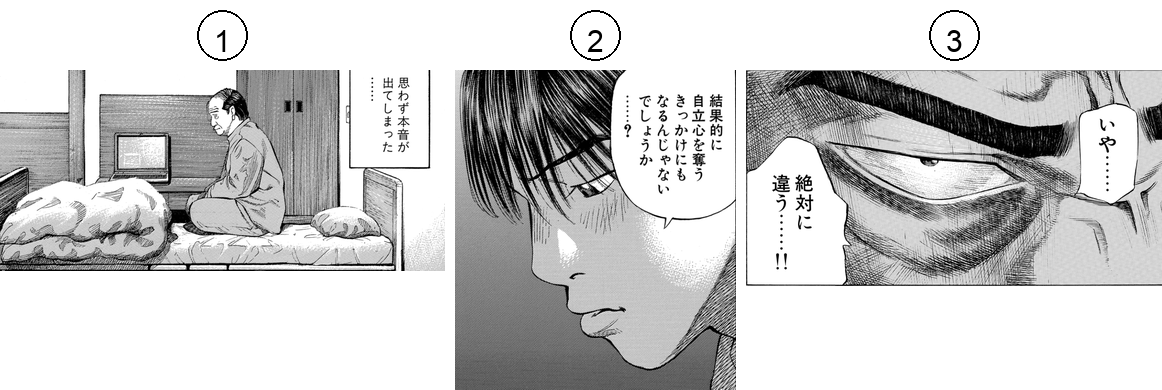 1
思わず本音が
出てしまった
……
2
結果的に
自立心を奪う
きっかけにも
なるんじゃない
でしょうか
……?
3
いや………
絶対に
違う……!!